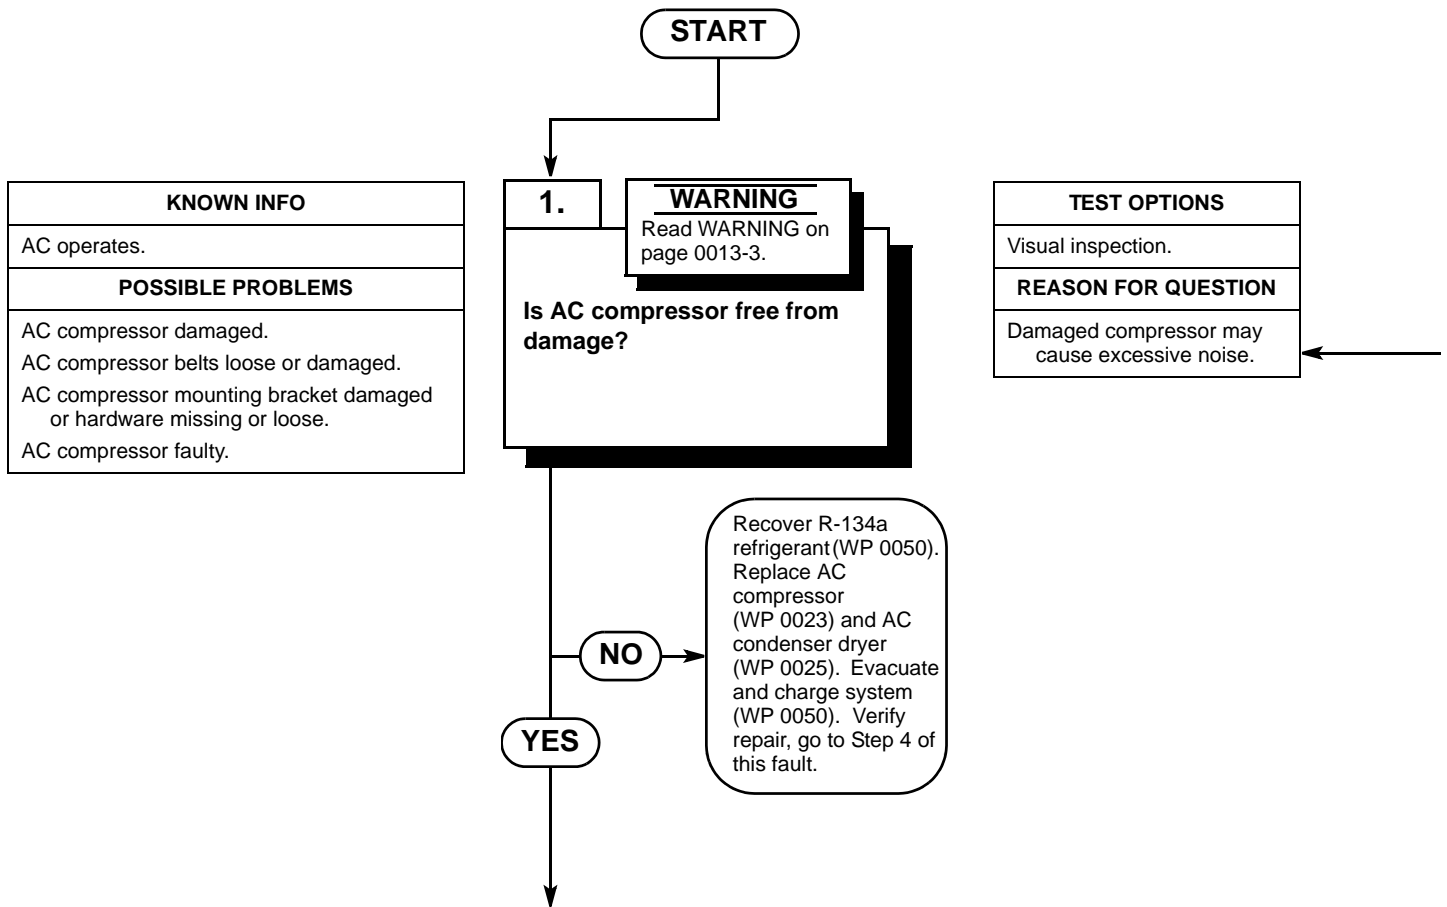 START
KNOWN INFO
AC operates.
POSSIBLE PROBLEMS
AC compressor damaged.
AC compressor belts loose or damaged.
AC compressor mounting bracket damaged
or hardware missing or loose.
AC compressor faulty.
1.
WARNING
Read WARNING on
page 0013-3.
Is AC compressor free from
damage?
TEST OPTIONS
Visual inspection.
REASON FOR QUESTION
Damaged compressor may
cause excessive noise.
NO
Recover R-134a
refrigerant (WP 0050).
Replace AC
compressor
(WP 0023) and AC
condenser dryer
(WP 0025). Evacuate
and charge system
(WP 0050). Verify
repair, go to Step 4 of
this fault.
YES